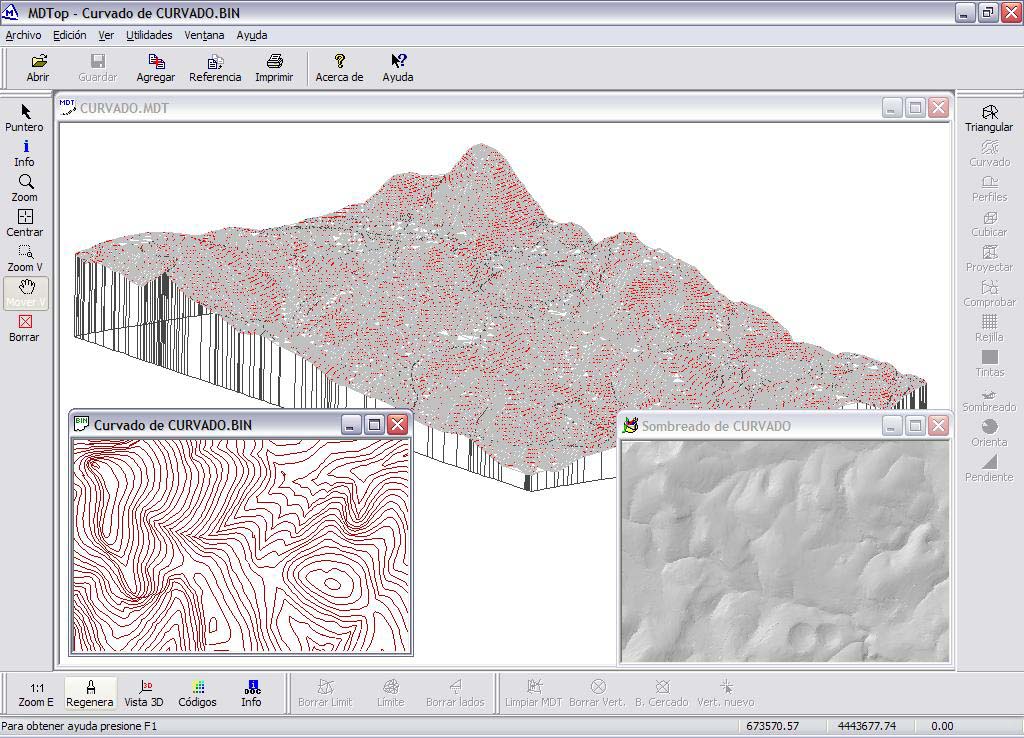 MDTop - Curvado de CURVADO.BIN
Archivo Edición Ver Utilidades Ventana Ayuda
Abrir Guardar Agregar Referencia Imprimir Acerca de Ayuda
MDT CURVADO.MDT
Puntero
Info
Zoom
Centrar
Zoom V
Mover V
Borrar
Triangular
Curvado
Perfiles
Cubicar
Proyectar
Comprobar
Rejilla
Tintas
Sombreado
Orienta
Pendiente
BIN Curvado de CURVADO.BIN
Sombreado de CURVADO
1:1 3D DOC
Zoom E Regenera Vista 3D Códigos Info Borrar Limit Límite Borrar lados Limpiar MDT Borrar Vert. B. Cercado Vert. nuevo
Para obtener ayuda presione F1 673570.57 4443677.74 0.00